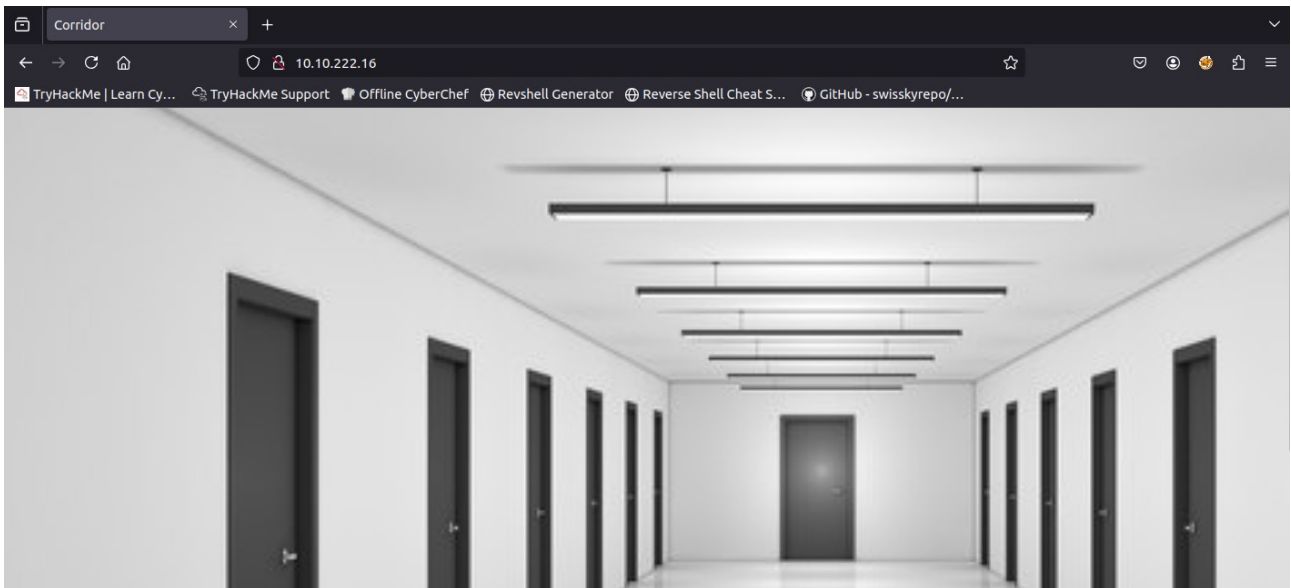 Corridor
10.10.222.16
TryHackMe | Learn Cy... TryHackMe Support Offline CyberChef Revshell Generator Reverse Shell Cheat S... GitHub - swisskyrepo/...